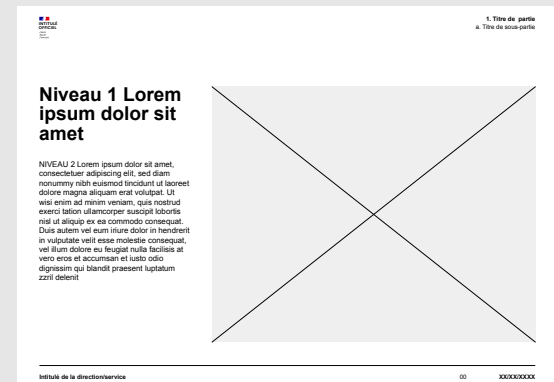 INTITULÉ
OFFICIEL
1. Titre de partie
a. Titre de sous-partie
Niveau 1 Lorem
ipsum dolor sit
amet
NIVEAU 2 Lorem ipsum dolor sit amet,
consectetuer adipiscing elit, sed diam
nonummy nibh euismod tincidunt ut laoreet
dolore magna aliquam erat volutpat. Ut
wisi enim ad minim veniam, quis nostrud
exerci tation ullamcorper suscipit lobortis
nisl ut aliquip ex ea commodo consequat.
Duis autem vel eum iriure dolor in hendrerit
in vulputate velit esse molestie consequat,
vel illum dolore eu feugiat nulla facilisis at
vero eros et accumsan et iusto odio
dignissim qui blandit praesent luptatum
zzril delenit
Intitulé de la direction/service
00
XX/XX/XXXX